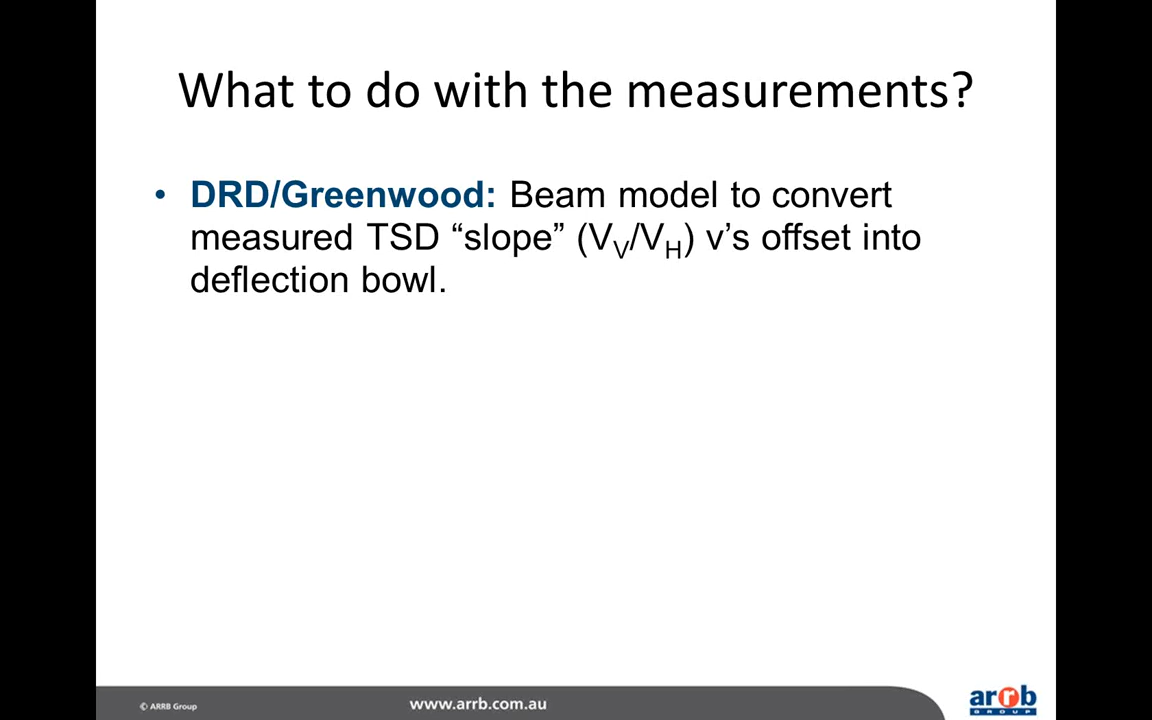 What to do with the measurements?
• DRD/Greenwood: Beam model to convert
measured TSD “slope” (VV/VH) v’s offset into
deflection bowl.
© ARRB Group
www.arrb.com.au
arrb
GROUP